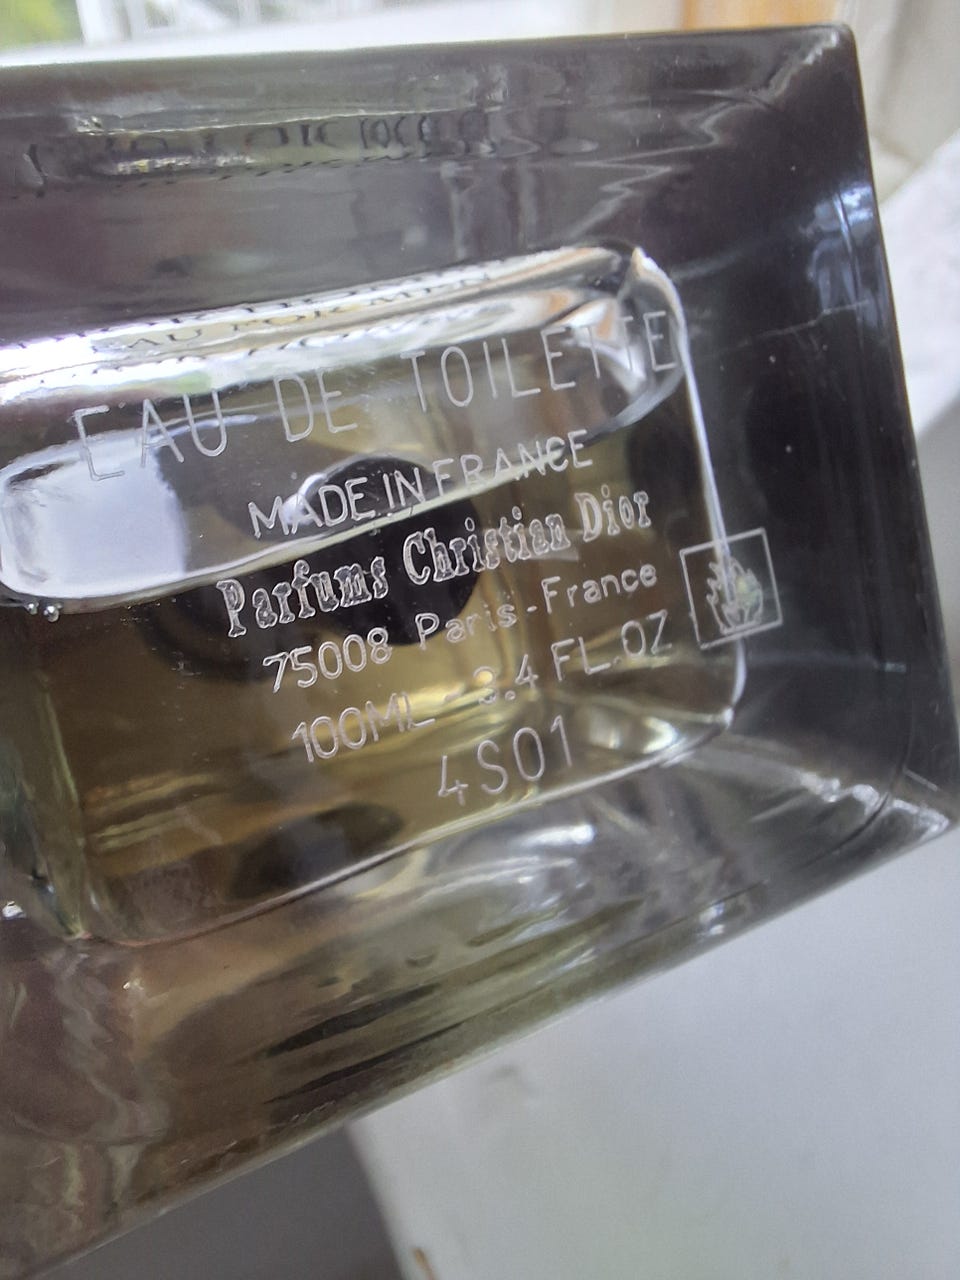 EAU DE TOILETTE
MADE IN FRANCE
Parfums Christian Dior
75008 Paris-France
100ML - 3.4 FL.OZ
4S01